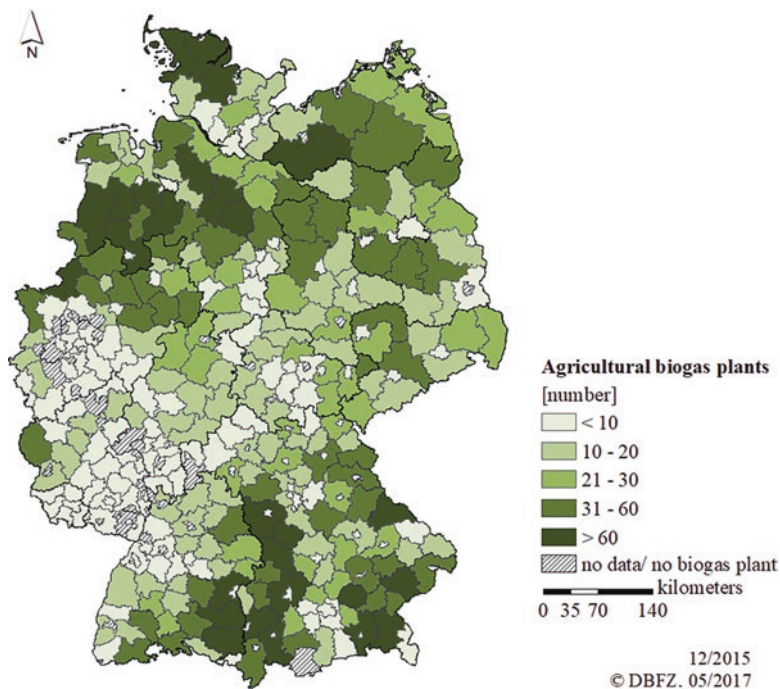 N
Agricultural biogas plants
[number]
< 10
10 - 20
21 - 30
31 - 60
> 60
no data/ no biogas plant
kilometers
0 35 70 140
12/2015
© DBFZ, 05/2017